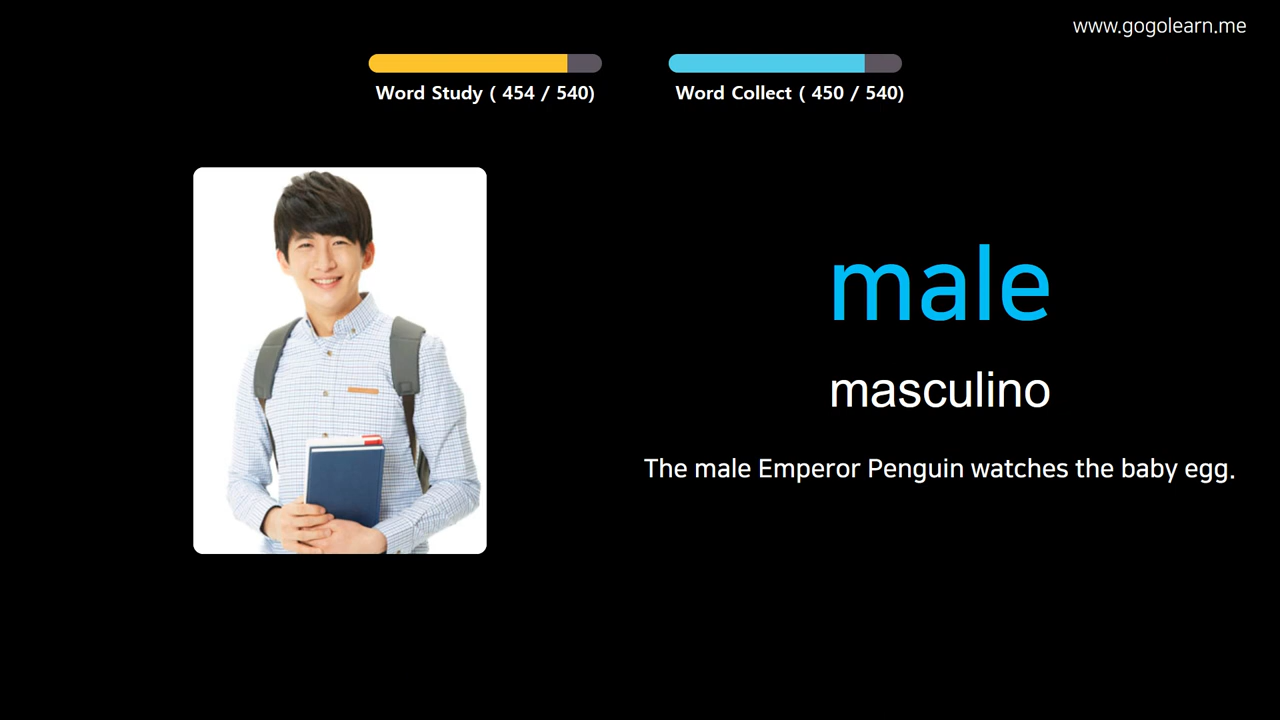 www.gogolearn.me
Word Study ( 454 / 540)
Word Collect ( 450 / 540)
male
masculino
The male Emperor Penguin watches the baby egg.